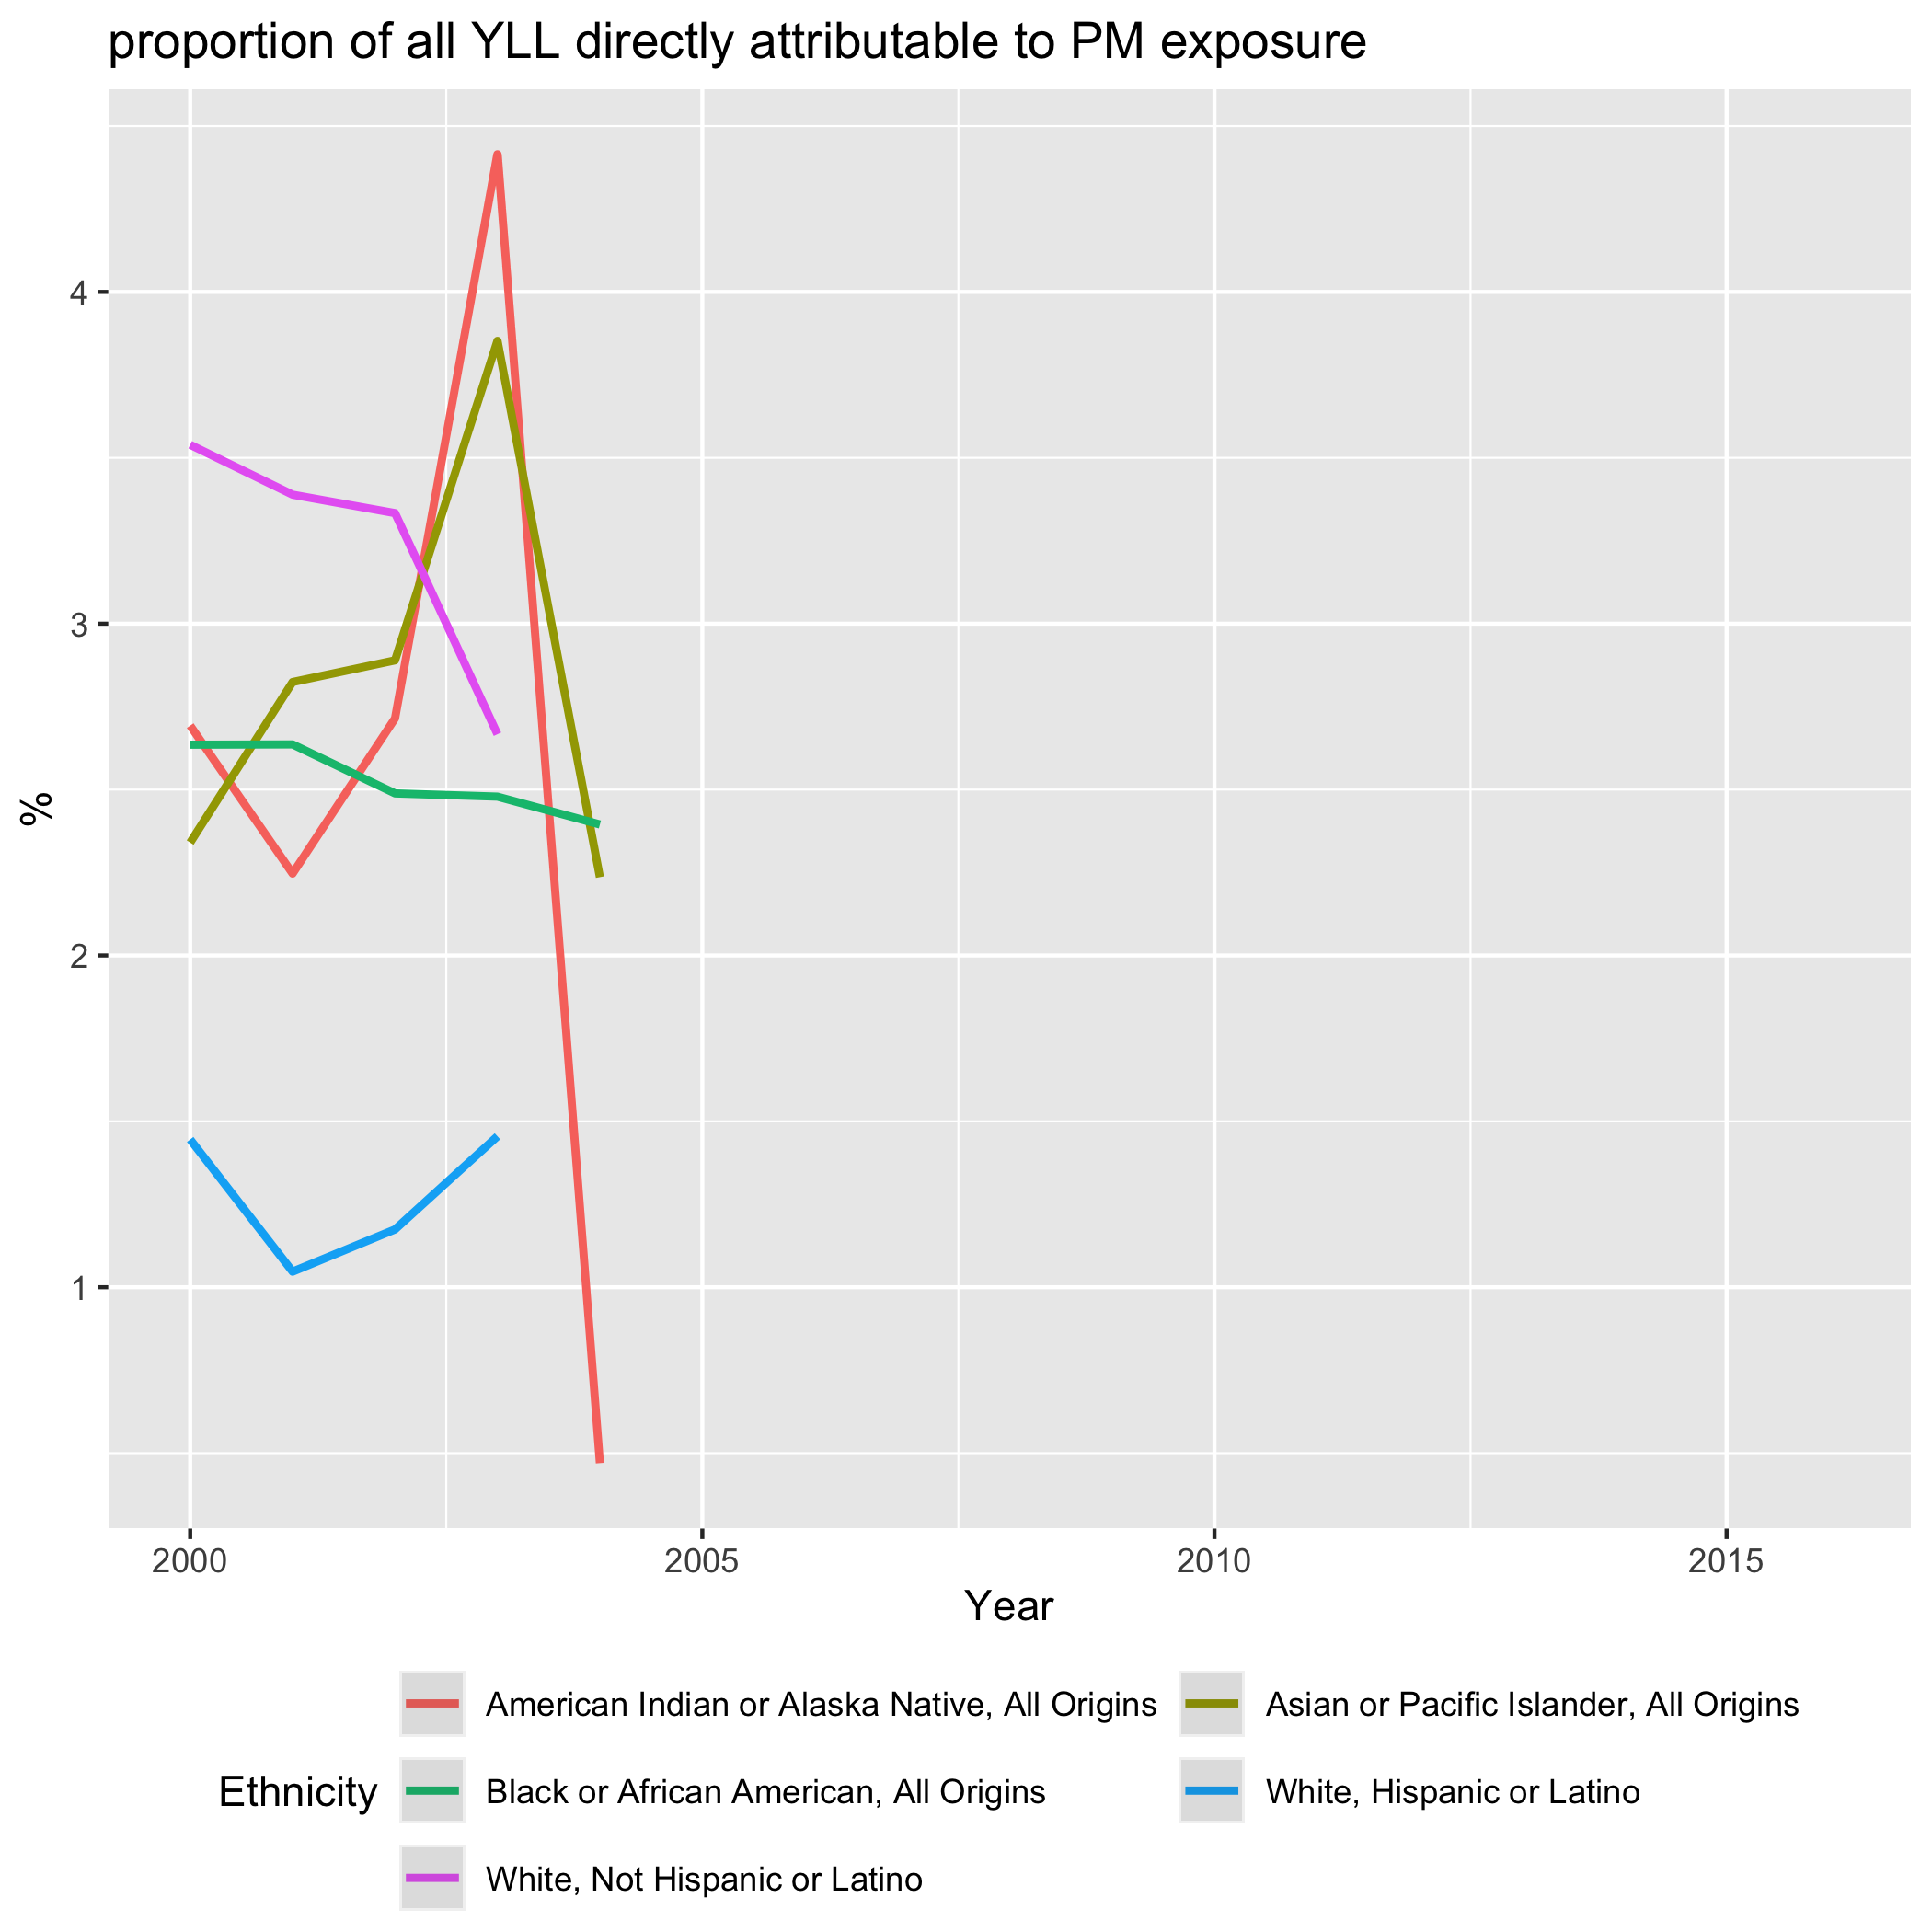 proportion of all YLL directly attributable to PM exposure
4
3
2
1
%
2000 2005 2010 2015
Year
Ethnicity
American Indian or Alaska Native, All Origins
Asian or Pacific Islander, All Origins
Black or African American, All Origins
White, Hispanic or Latino
White, Not Hispanic or Latino